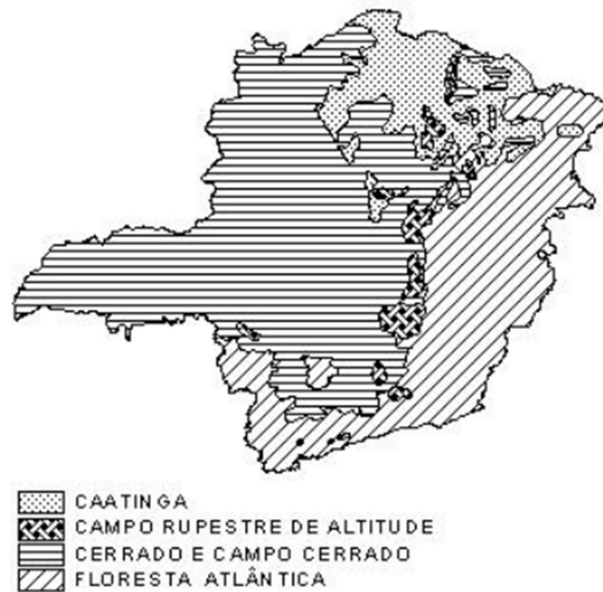 CAATINGA
CAMPO RUPESTRE DE ALTITUDE
CERRADO E CAMPO CERRADO
FLORESTA ATLÂNTICA